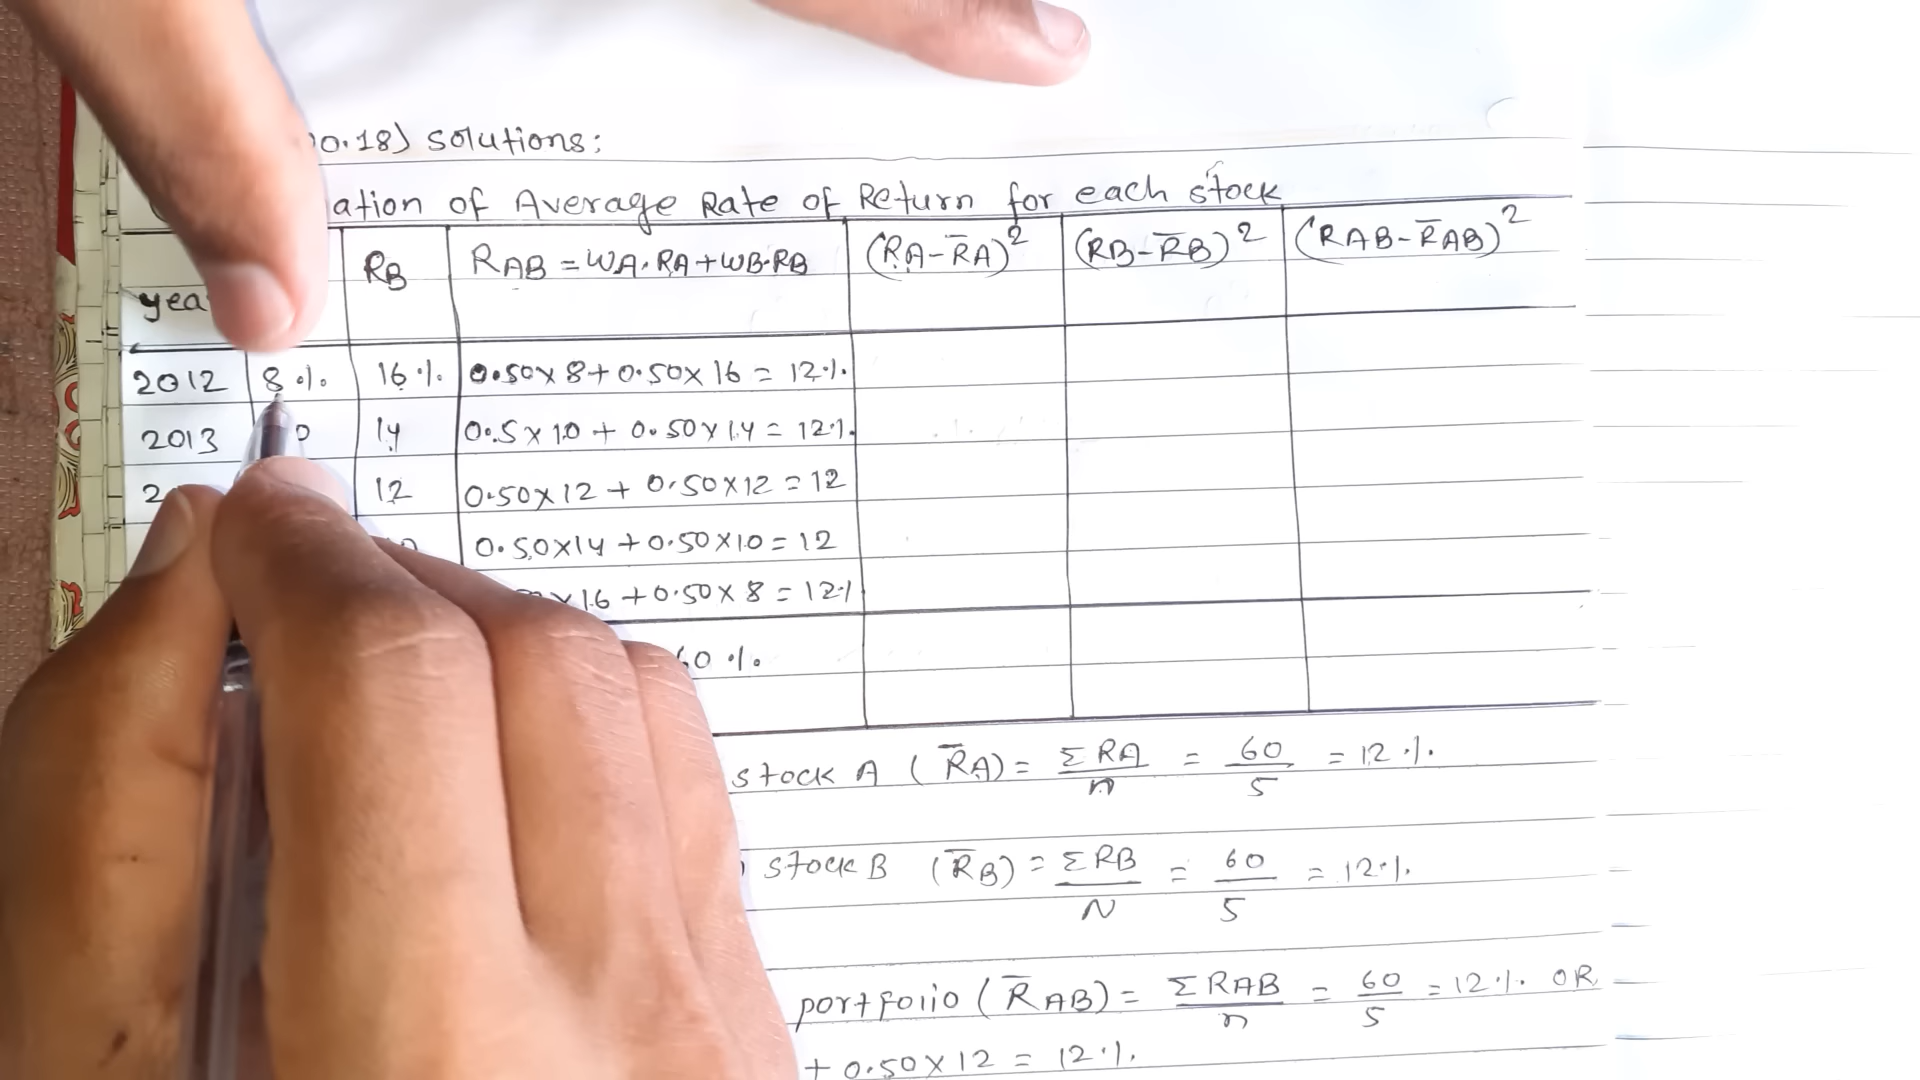 0.18) solutions:
ation of Average Rate of Return for each stock
yea RB RAB = WA.RA+WB.RB (RA-R̅A)² (RB-R̅B)² (RAB-R̅AB)²
2012 8% 16% 0.50x8+0.50x16 = 12%.
2013 0 14 0.5x10 + 0.50x14 = 12%.
2 12 0.50x12 + 0.50x12 = 12
0.50x14 + 0.50x10 = 12
x16 +0.50x8 = 12%
60%
stock A (R̅A) = ΣRA/n = 60/5 = 12%.
stock B (R̅B) = ΣRB/N = 60/5 = 12%.
portfolio (R̅AB) = ΣRAB/n = 60/5 = 12%. OR
+ 0.50x12 = 12%.